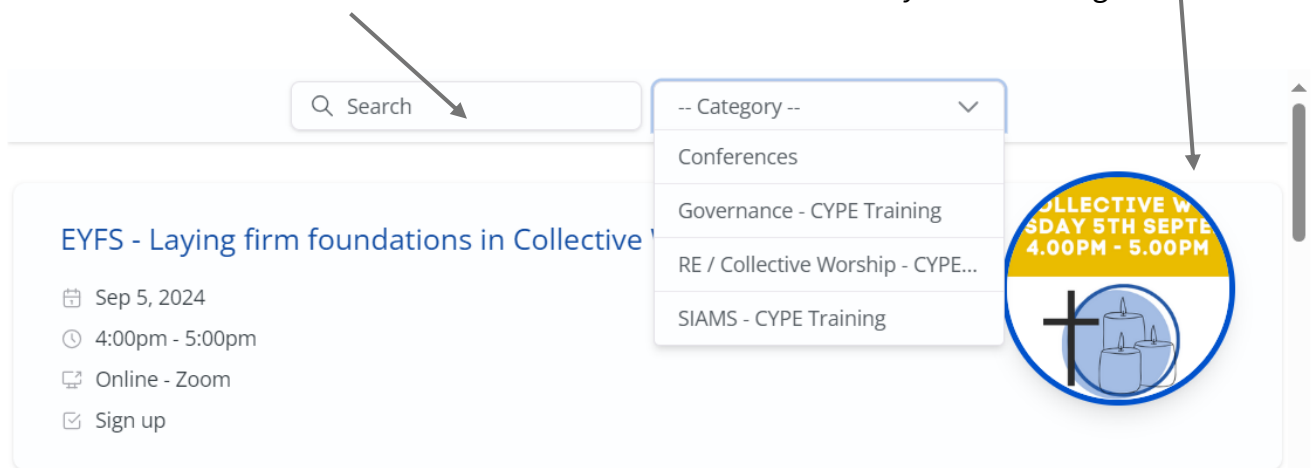 Search
-- Category --
Conferences
Governance - CYPE Training
RE / Collective Worship - CYPE...
SIAMS - CYPE Training
EYFS - Laying firm foundations in Collective
Sep 5, 2024
4:00pm - 5:00pm
Online - Zoom
Sign up
OLLECTIVE W
SDAY 5TH SEPTE
4.00PM - 5.00PM